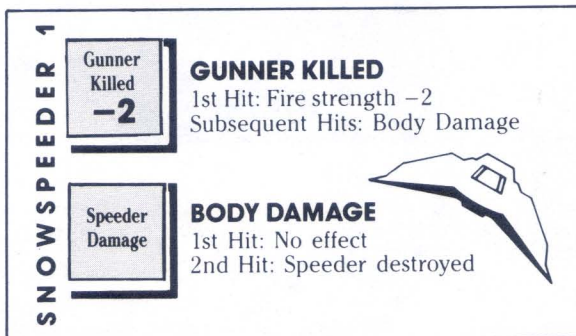 SNOWSPEEDER 1
Gunner
Killed
−2
GUNNER KILLED
1st Hit: Fire strength −2
Subsequent Hits: Body Damage
Speeder
Damage
BODY DAMAGE
1st Hit: No effect
2nd Hit: Speeder destroyed